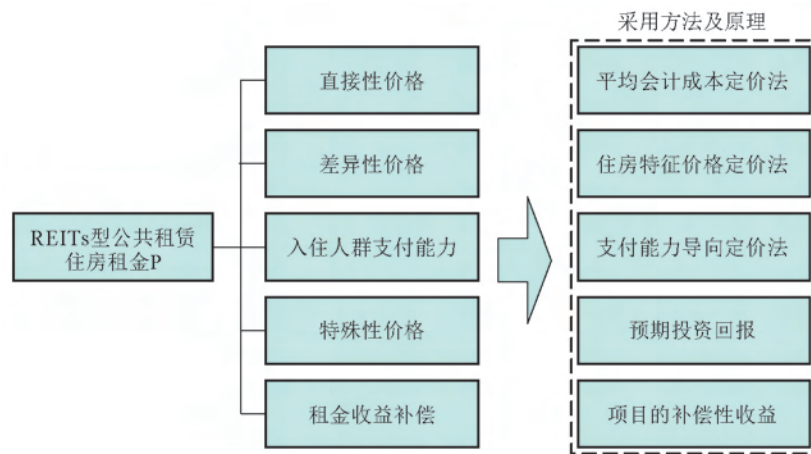 采用方法及原理
REITs型公共租赁
住房租金P
直接性价格
差异性价格
入住人群支付能力
特殊性价格
租金收益补偿
平均会计成本定价法
住房特征价格定价法
支付能力导向定价法
预期投资回报
项目的补偿性收益